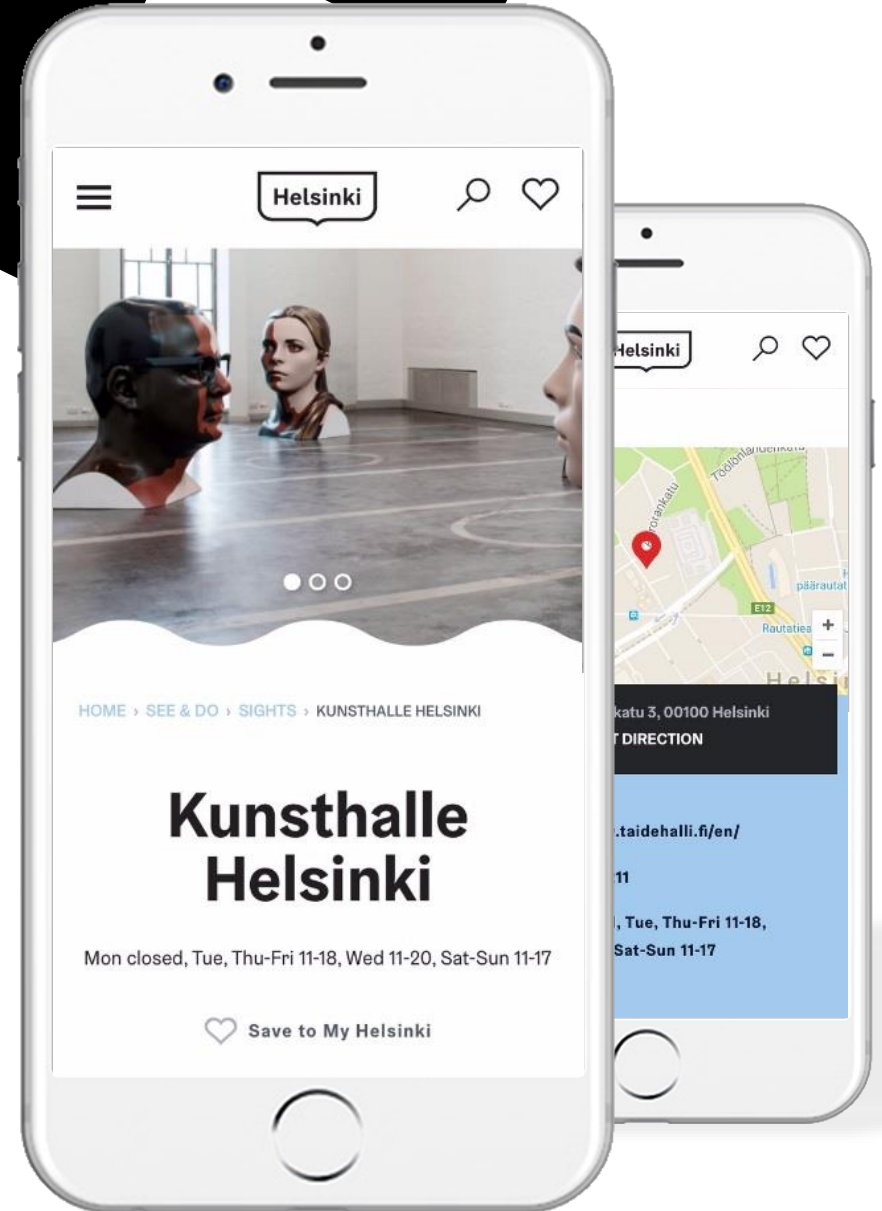 Helsinki
HOME › SEE & DO › SIGHTS › KUNSTHALLE HELSINKI
Kunsthalle
Helsinki
Mon closed, Tue, Thu-Fri 11-18, Wed 11-20, Sat-Sun 11-17
Save to My Helsinki
Helsinki
E12
katu 3, 00100 Helsinki
DIRECTION
.taidehalli.fi/en/
11
, Tue, Thu-Fri 11-18,
Sat-Sun 11-17